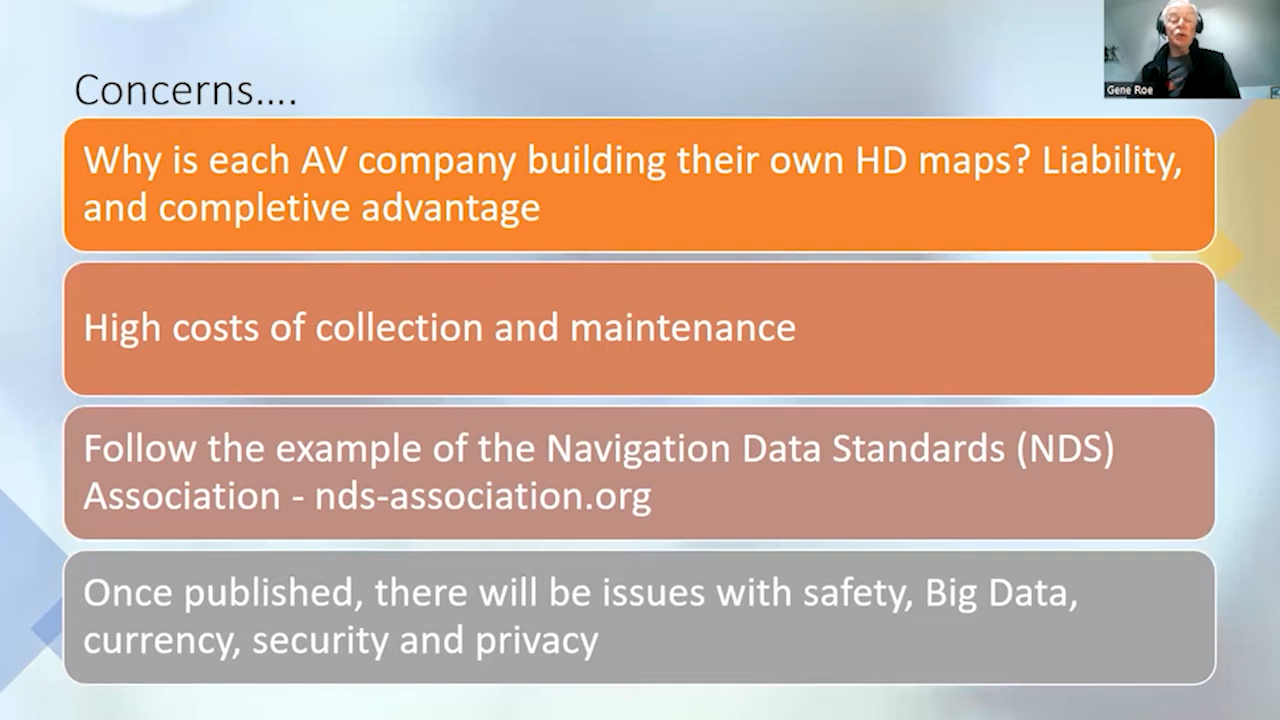 Concerns....
Gene Roe
Why is each AV company building their own HD maps? Liability,
and completive advantage
High costs of collection and maintenance
Follow the example of the Navigation Data Standards (NDS)
Association - nds-association.org
Once published, there will be issues with safety, Big Data,
currency, security and privacy